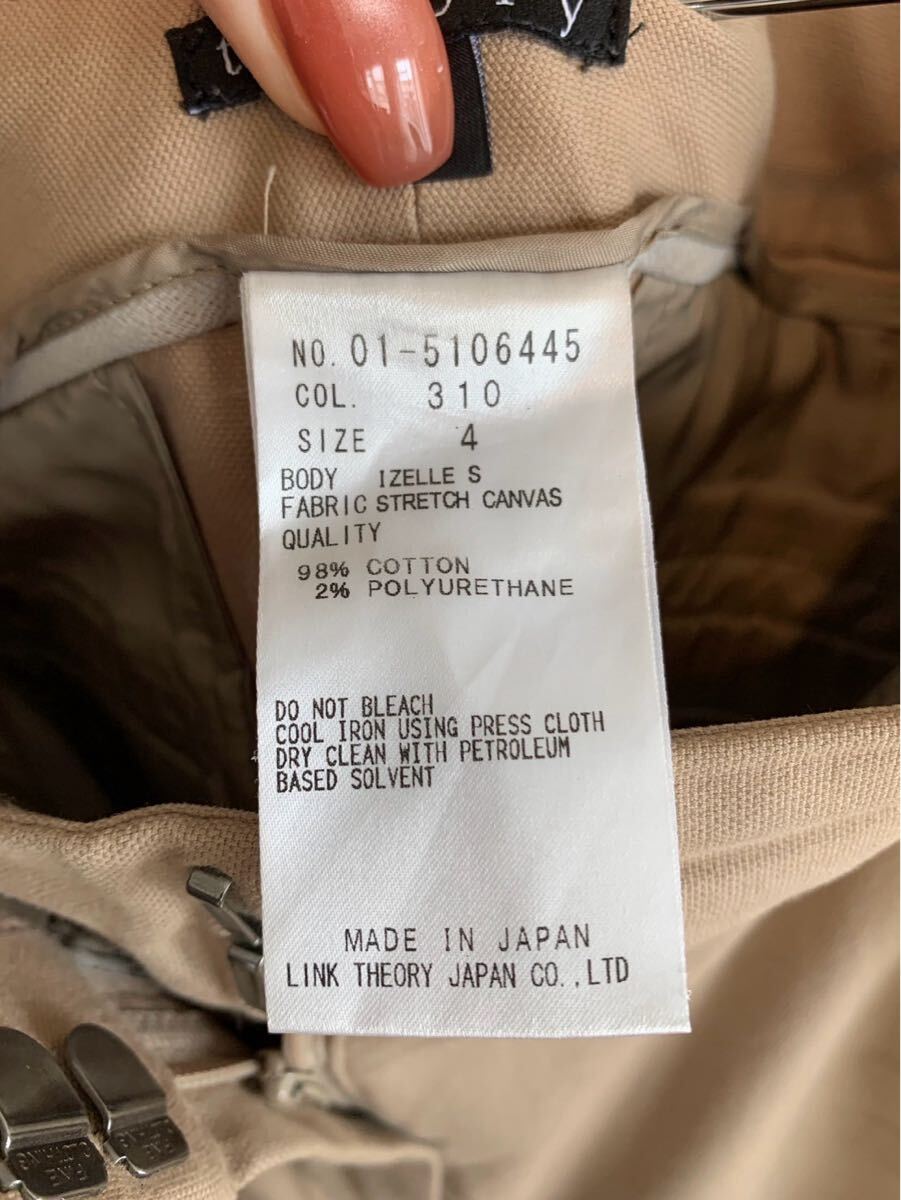 NO. 01-5106445
COL. 310
SIZE 4
BODY IZELLE S
FABRIC STRETCH CANVAS
QUALITY
98% COTTON
2% POLYURETHANE
DO NOT BLEACH
COOL IRON USING PRESS CLOTH
DRY CLEAN WITH PETROLEUM
BASED SOLVENT
MADE IN JAPAN
LINK THEORY JAPAN CO.,LTD